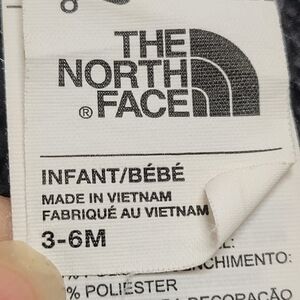 THE
NORTH
® FACE
INFANT/BÉBÉ
MADE IN VIETNAM
FABRIQUÉ AU VIETNAM
3-6M
% POLIESTER